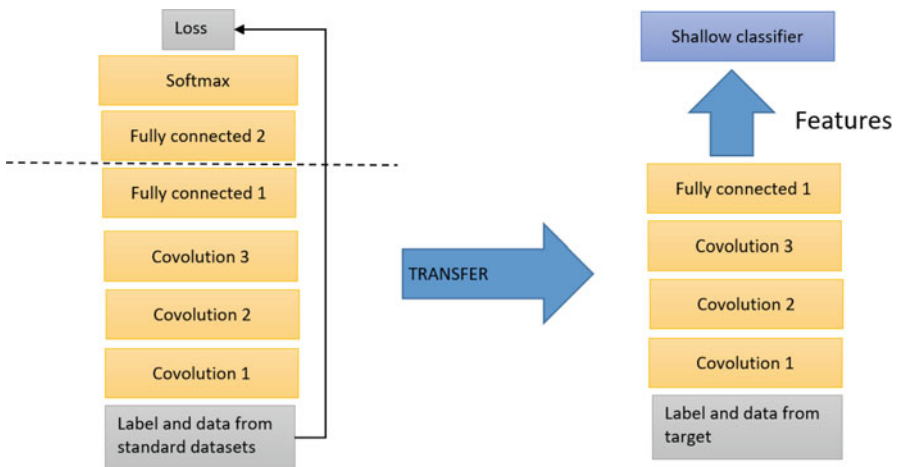 Loss
Softmax
Fully connected 2
Fully connected 1
Covolution 3
Covolution 2
Covolution 1
Label and data from
standard datasets
TRANSFER
Shallow classifier
Features
Fully connected 1
Covolution 3
Covolution 2
Covolution 1
Label and data from
target